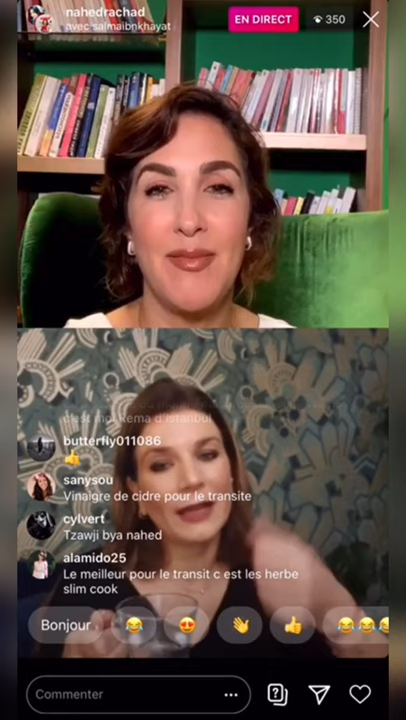 nahedrachad
avec salmaibnkhayat
EN DIRECT
350
butterfly011086
👍
sanysou
Vinaigre de cidre pour le transite
cylvert
Tzawji bya nahed
alamido25
Le meilleur pour le transit c est les herbe
slim cook
Bonjour 😂 😍 👋 👍 😂😂
Commenter